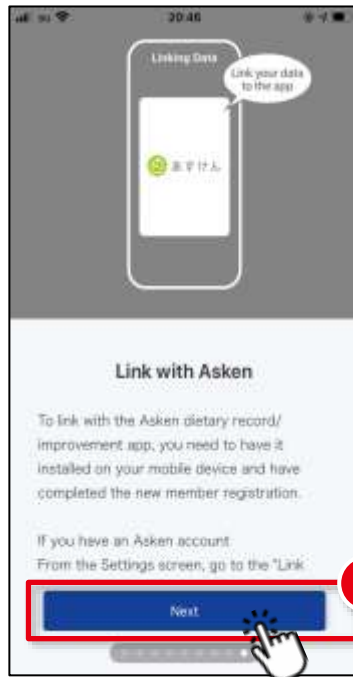 20:46
Linking Data
Link your data
to the app
あすけん
Link with Asken
To link with the Asken dietary record/
improvement app, you need to have it
installed on your mobile device and have
completed the new member registration.
If you have an Asken account
From the Settings screen, go to the "Link
Next